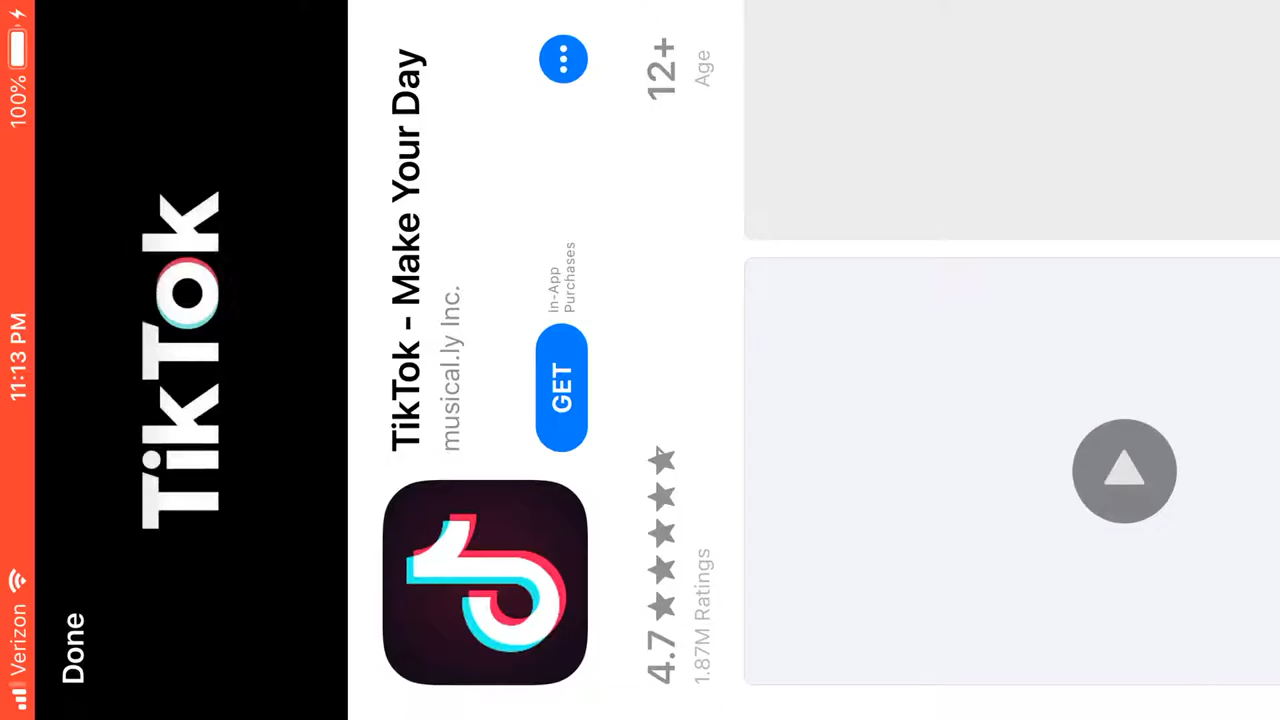 Verizon 11:13 PM 100%
Done
TikTok
TikTok - Make Your Day
musical.ly Inc.
GET
In-App
Purchases
4.7
12+
1.87M Ratings
Age